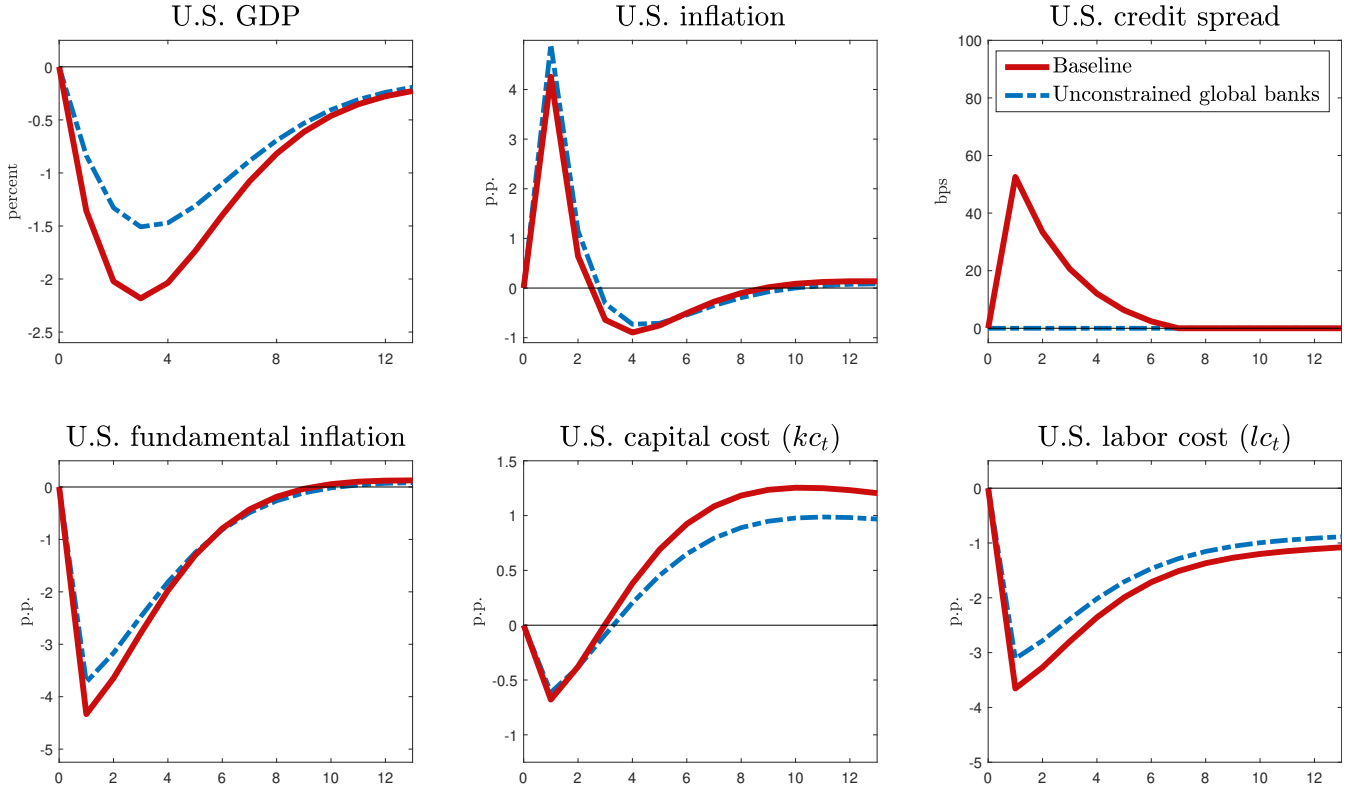 U.S. GDP
percent
0
-0.5
-1
-1.5
-2
-2.5
0 4 8 12
U.S. inflation
p.p.
4
3
2
1
0
-1
0 2 4 6 8 10 12
U.S. credit spread
bps
100
80
60
40
20
0
0 2 4 6 8 10 12
Baseline
Unconstrained global banks
U.S. fundamental inflation
p.p.
0
-1
-2
-3
-4
-5
0 2 4 6 8 10 12
U.S. capital cost (kc_t)
p.p.
1.5
1
0.5
0
-0.5
-1
0 2 4 6 8 10 12
U.S. labor cost (lc_t)
p.p.
0
-1
-2
-3
-4
-5
0 2 4 6 8 10 12